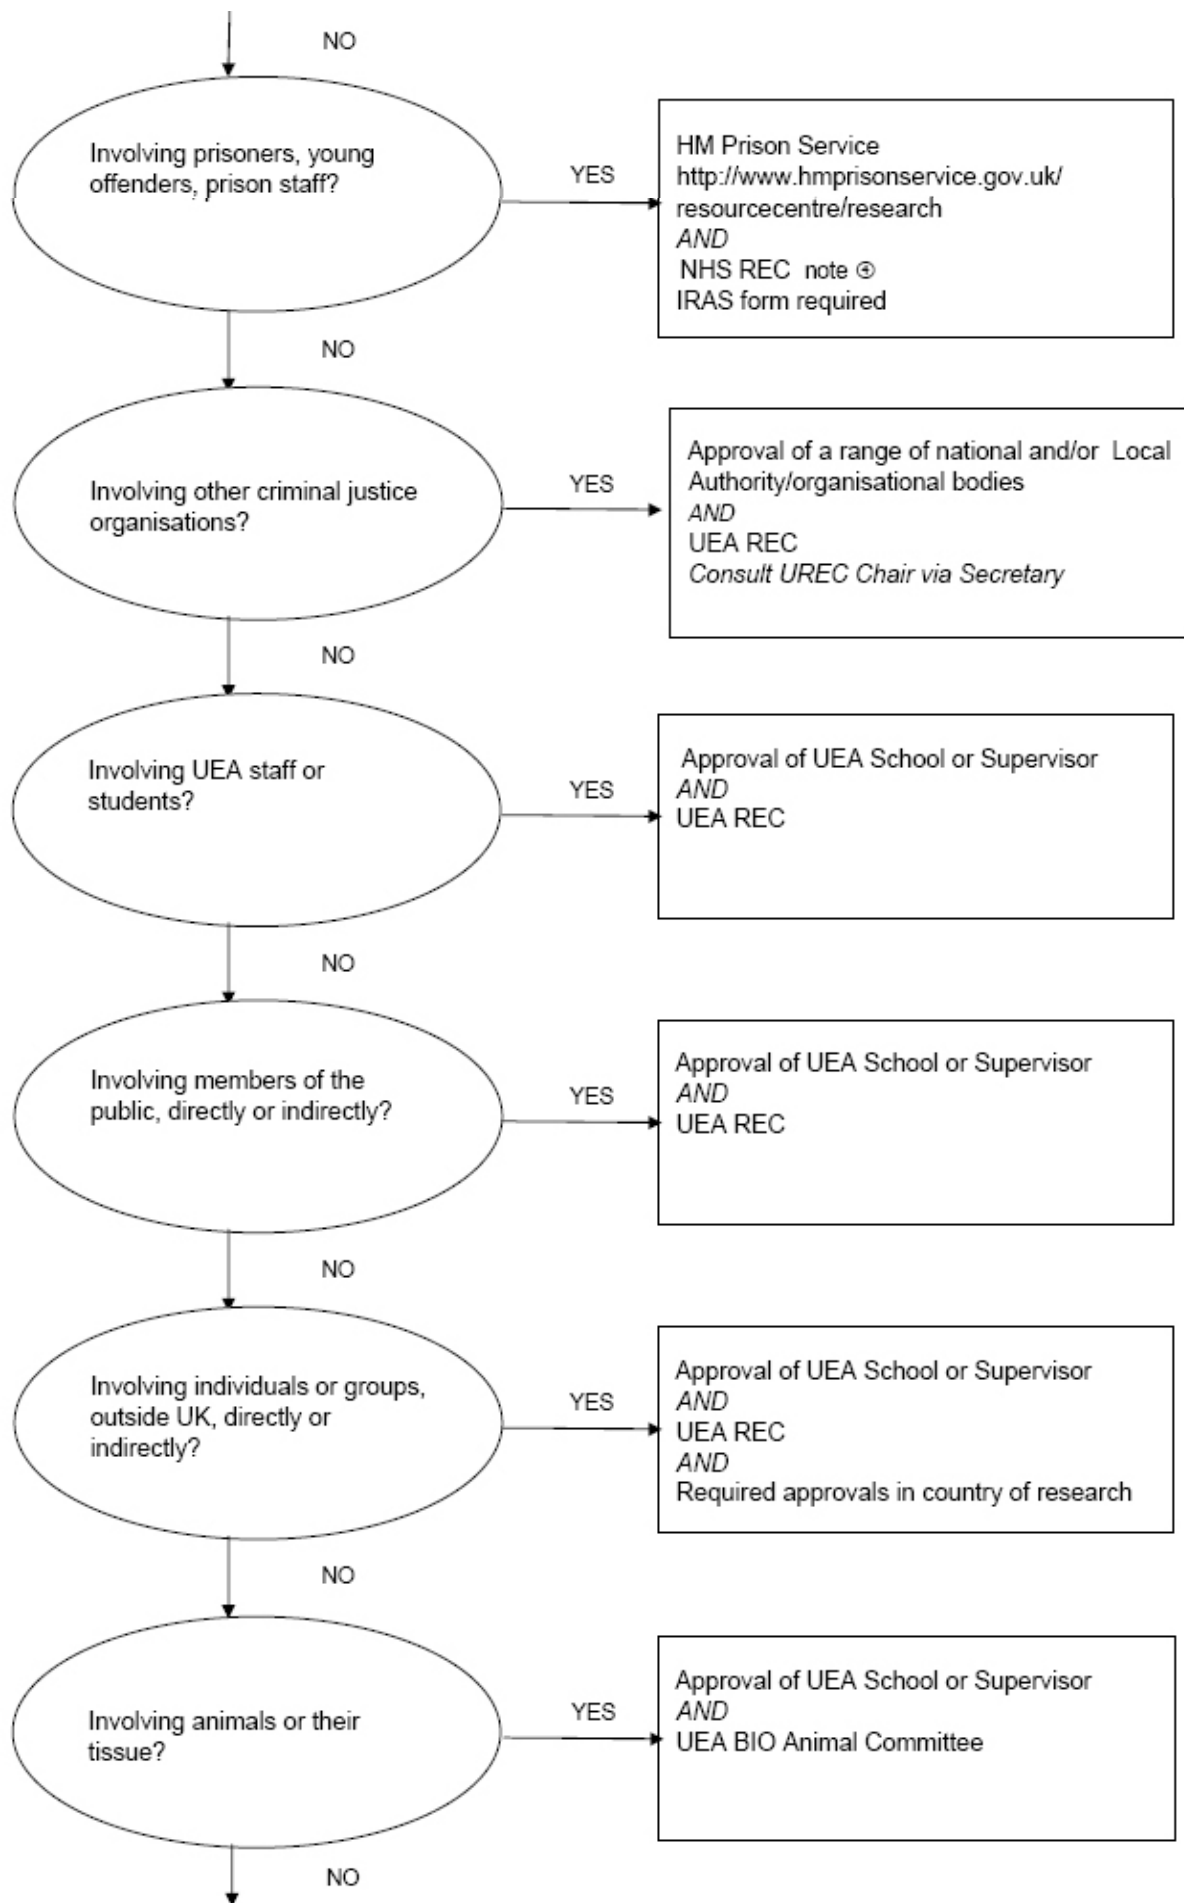 NO
Involving prisoners, young
offenders, prison staff?
YES
HM Prison Service
http://www.hmprisonservice.gov.uk/
resourcecentre/research
AND
NHS REC note ④
IRAS form required
NO
Involving other criminal justice
organisations?
YES
Approval of a range of national and/or Local
Authority/organisational bodies
AND
UEA REC
Consult UREC Chair via Secretary
NO
Involving UEA staff or
students?
YES
Approval of UEA School or Supervisor
AND
UEA REC
NO
Involving members of the
public, directly or indirectly?
YES
Approval of UEA School or Supervisor
AND
UEA REC
NO
Involving individuals or groups,
outside UK, directly or
indirectly?
YES
Approval of UEA School or Supervisor
AND
UEA REC
AND
Required approvals in country of research
NO
Involving animals or their
tissue?
YES
Approval of UEA School or Supervisor
AND
UEA BIO Animal Committee
NO